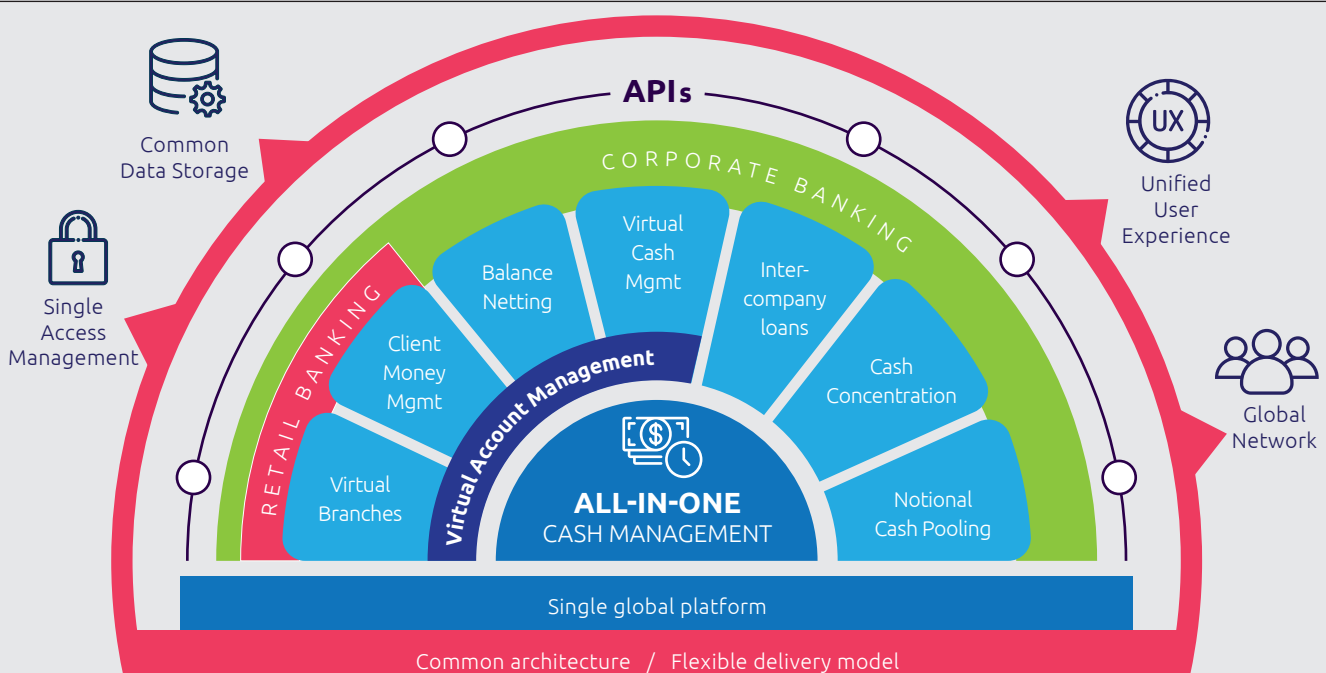 APIs
CORPORATE BANKING
RETAIL BANKING
Common
Data Storage
Single
Access
Management
UX
Unified
User
Experience
Global
Network
Virtual
Branches
Client
Money
Mgmt
Balance
Netting
Virtual
Cash
Mgmt
Inter-
company
loans
Cash
Concentration
Notional
Cash Pooling
Virtual Account Management
$
ALL-IN-ONE
CASH MANAGEMENT
Single global platform
Common architecture / Flexible delivery model